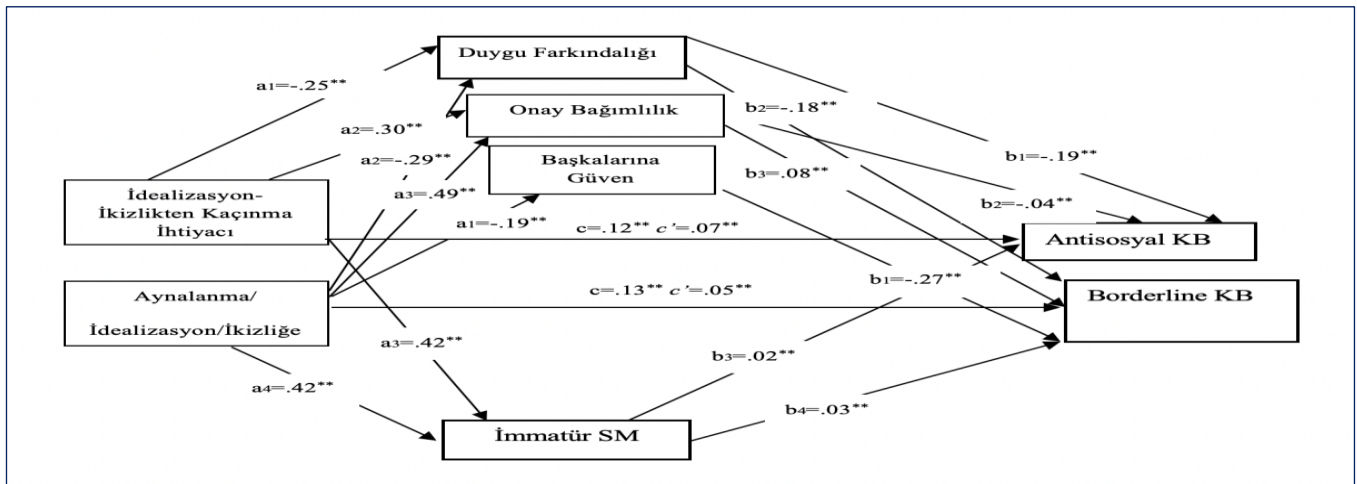 Duygu Farkındalığı
a1=-.25**
b2=-.18**
Onay Bağımlılık
a2=.30**
b1=-.19**
a2=-.29**
Başkalarına
Güven
b3=.08**
İdealizasyon-
İkizlikten Kaçınma
İhtiyacı
a3=.49**
b2=-.04**
a1=-.19**
c=.12** c'=.07**
Antisosyal KB
b1=-.27**
Aynalanma/
İdealizasyon/İkizliğe
c=.13** c'=.05**
Borderline KB
a3=.42**
b3=.02**
a4=.42**
b4=.03**
İmmatür SM